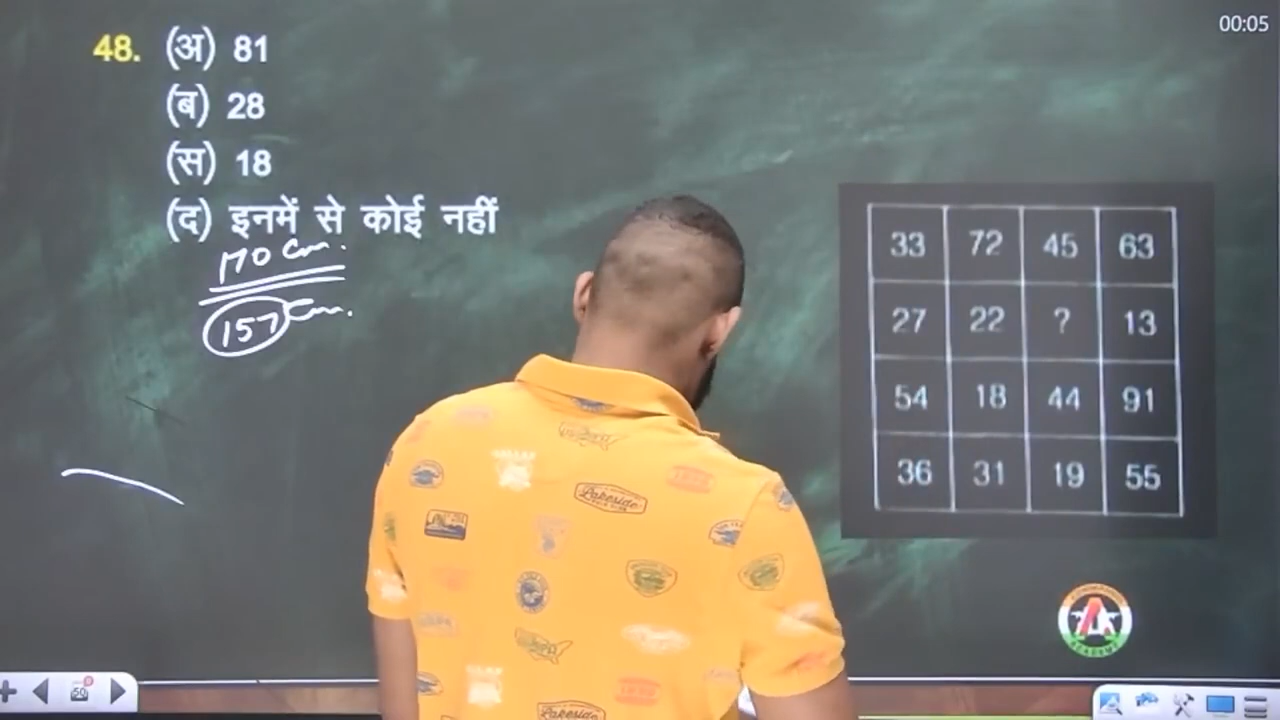 00:05
48. (अ) 81
(ब) 28
(स) 18
(द) इनमें से कोई नहीं
170 cm.
157 cm.
33 72 45 63
27 22 ? 13
54 18 44 91
36 31 19 55
Lakeside
Lakeside